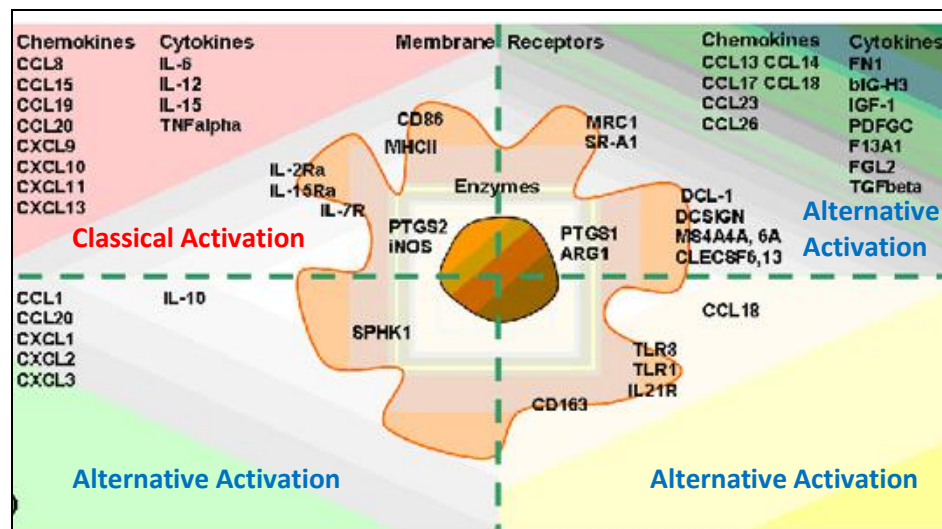 Chemokines
CCL8
CCL15
CCL19
CCL20
CXCL9
CXCL10
CXCL11
CXCL13
Cytokines
IL-6
IL-12
IL-15
TNFalpha
Membrane Receptors
Chemokines
CCL13 CCL14
CCL17 CCL18
CCL23
CCL26
Cytokines
FN1
bIG-H3
IGF-1
PDFGC
F13A1
FGL2
TGFbeta
CD86
MHCII
IL-2Ra
IL-15Ra
IL-7R
MRC1
SR-A1
Enzymes
PTGS2
iNOS
PTGS1
ARG1
DCL-1
DCSIGN
MS4A4A, 6A
CLECSF6,13
Classical Activation
Alternative
Activation
CCL1
CCL20
CXCL1
CXCL2
CXCL3
IL-10
SPHK1
CCL18
TLR8
TLR1
IL21R
CD163
Alternative Activation
Alternative Activation